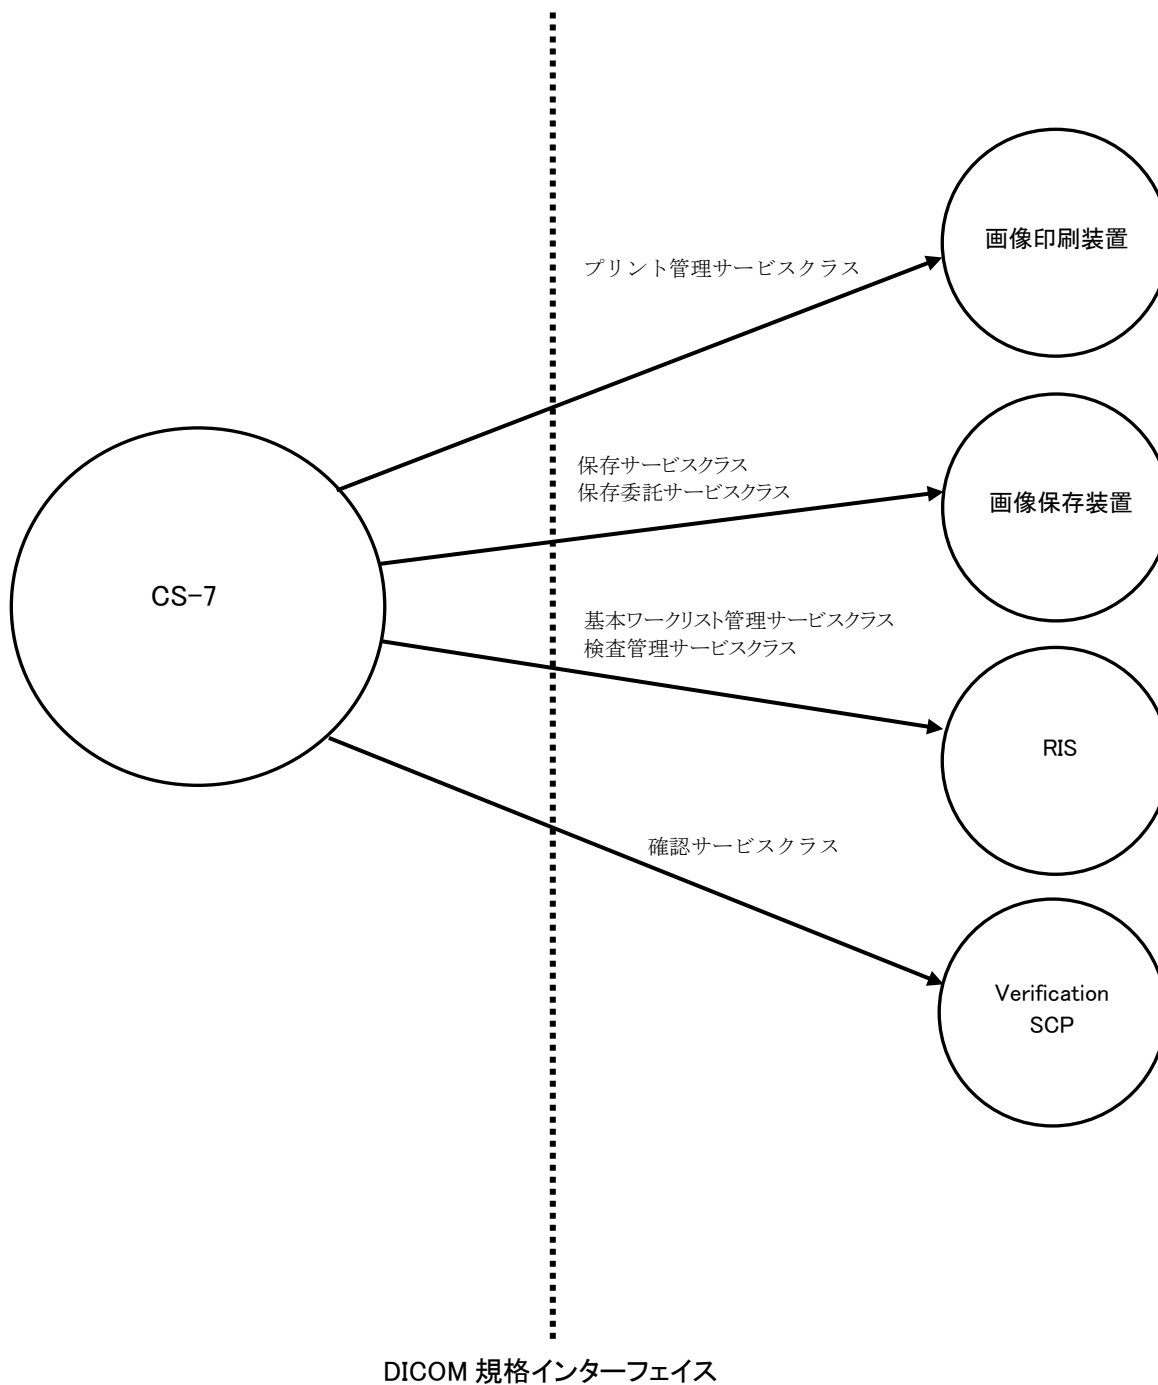 画像印刷装置
プリント管理サービスクラス
保存サービスクラス
保存委託サービスクラス
画像保存装置
CS-7
基本ワークリスト管理サービスクラス
検査管理サービスクラス
RIS
確認サービスクラス
Verification
SCP
DICOM 規格インターフェイス